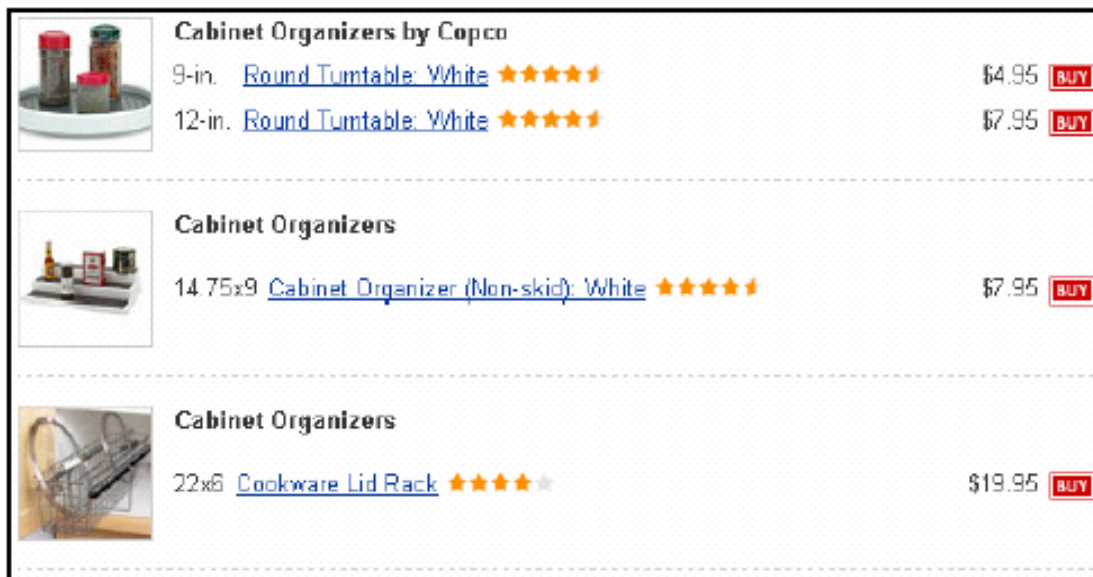 Cabinet Organizers by Copco
9-in. Round Turntable: White $4.95 BUY
12-in. Round Turntable: White $7.95 BUY
Cabinet Organizers
14.75x9 Cabinet Organizer (Non-skid): White $7.95 BUY
Cabinet Organizers
22x6 Cookware Lid Rack $19.95 BUY